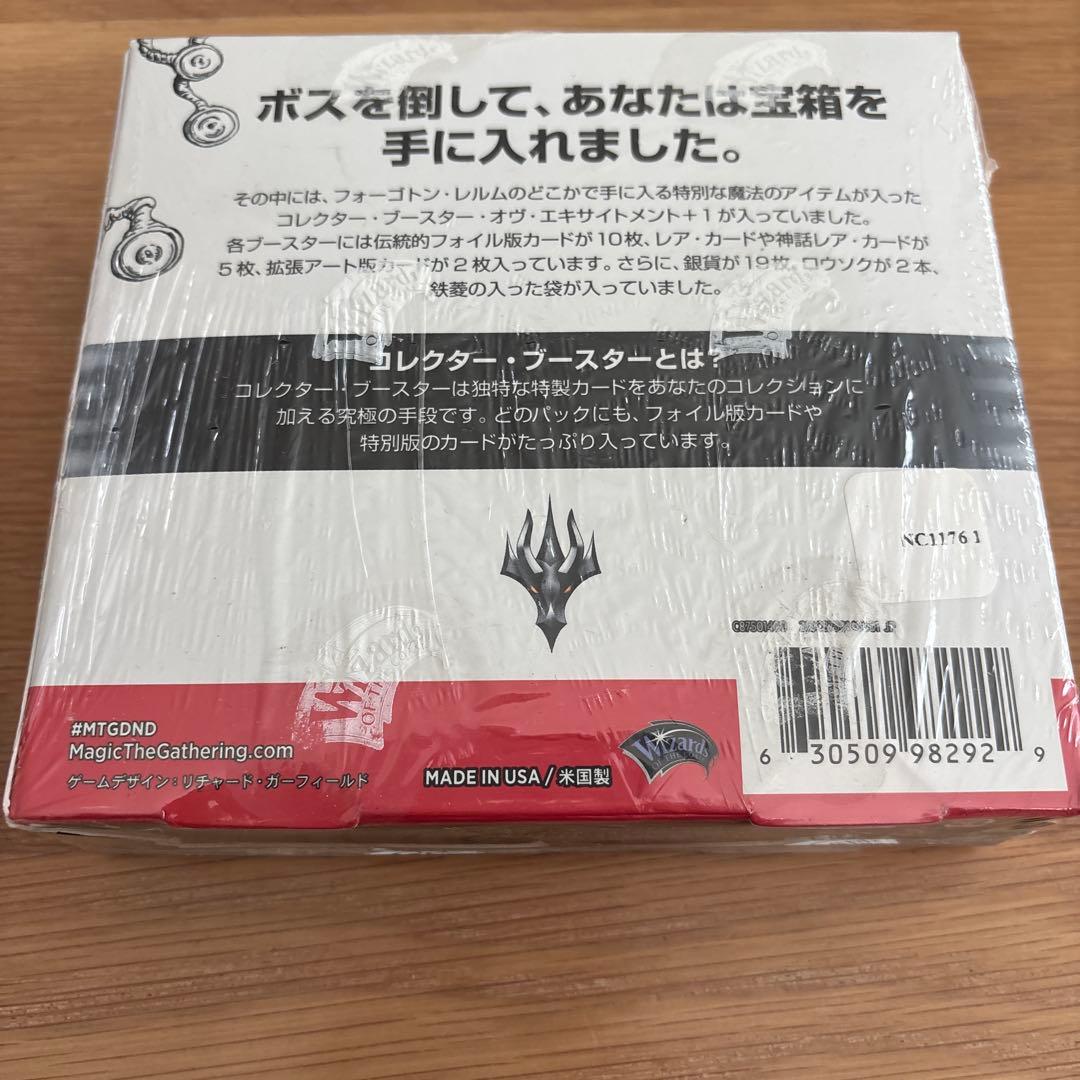 ボスを倒して、あなたは宝箱を
手に入れました。
その中には、フォーゴトン・レルムのどこかで手に入る特別な魔法のアイテムが入った
コレクター・ブースター・オヴ・エキサイトメント+1が入っていました。
各ブースターには伝統的フォイル版カードが10枚、レア・カードや神話レア・カードが
5枚、拡張アート版カードが2枚入っています。さらに、銀貨が19枚、ロウソクが2本、
鉄菱の入った袋が入っていました。
コレクター・ブースターとは?
コレクター・ブースターは独特な特製カードをあなたのコレクションに
加える究極の手段です。どのパックにも、フォイル版カードや
特別版のカードがたっぷり入っています。
NC1176 1
#MTGDND
MagicTheGathering.com
ゲームデザイン:リチャード・ガーフィールド
MADE IN USA / 米国製
Wizards
OF THE COAST
6 30509 98292 9